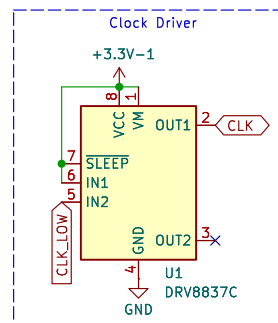 Clock Driver
+3.3V-1
8
1
VCC
VM
OUT1
2
CLK
7
SLEEP
6
IN1
5
IN2
CLK_LOW
GND
OUT2
3
4
U1
DRV8837C
GND